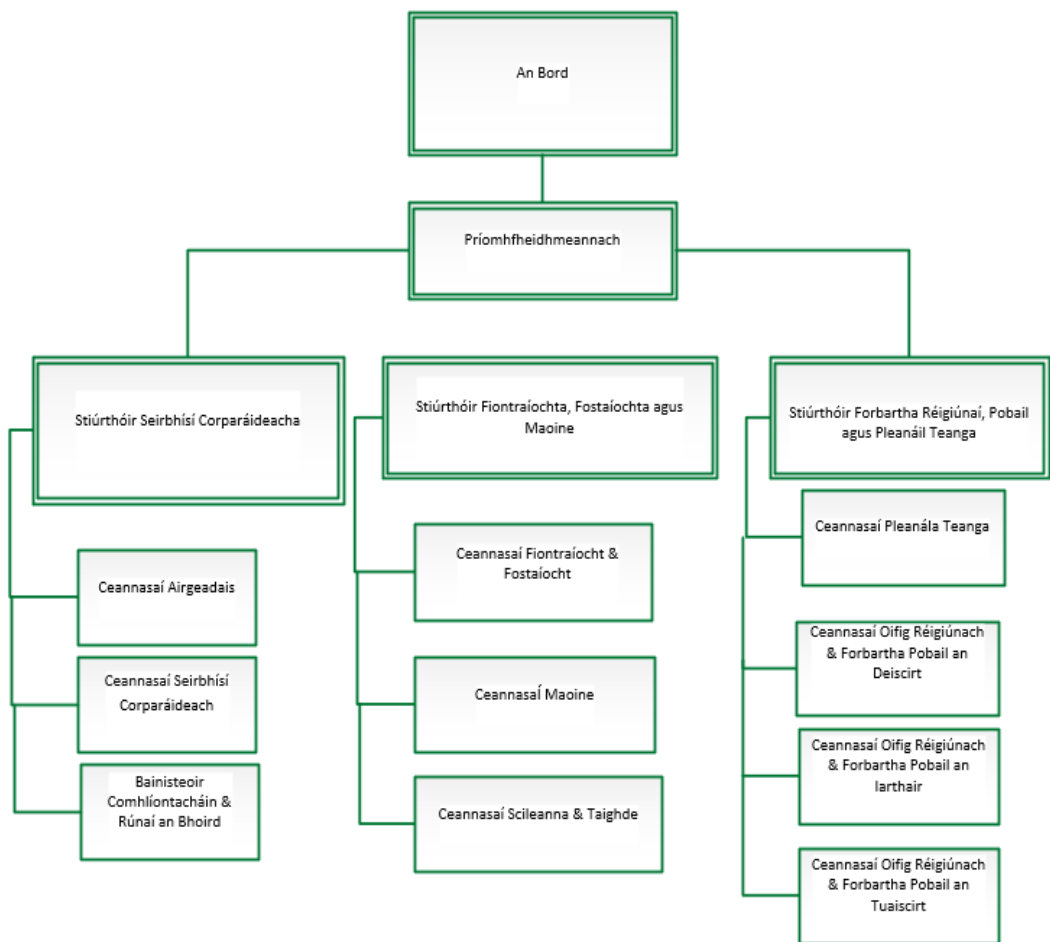 An Bord
Príomhfheidhmeannach
Stiúrthóir Seirbhísí Corparáideacha
Stiúrthóir Fiontraíochta, Fostaíochta agus
Maoine
Stiúrthóir Forbartha Réigiúnaí, Pobail
agus Pleanáil Teanga
Ceannasaí Airgeadais
Ceannasaí Seirbhísí
Corparáideach
Bainisteoir
Comhlíontacháin &
Rúnaí an Bhoird
Ceannasaí Fiontraíocht &
Fostaíocht
CeannasaÍ Maoine
Ceannasaí Scileanna & Taighde
Ceannasaí Pleanála Teanga
Ceannasaí Oifig Réigiúnach
& Forbartha Pobail an
Deiscirt
Ceannasaí Oifig Réigiúnach
& Forbartha Pobail an
Iarthair
Ceannasaí Oifig Réigiúnach
& Forbartha Pobail an
Tuaiscirt